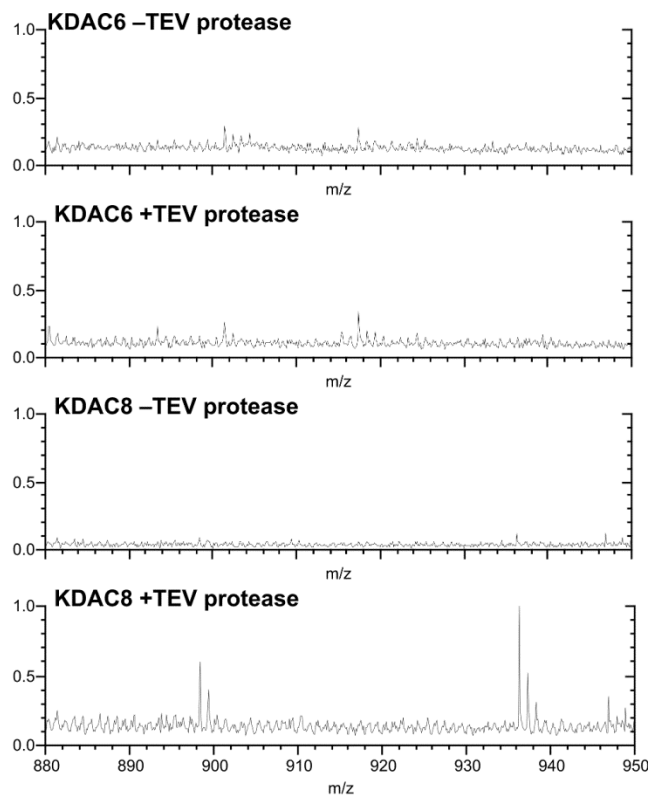 KDAC6 –TEV protease
1.0
0.5
0.0
m/z
KDAC6 +TEV protease
1.0
0.5
0.0
m/z
KDAC8 –TEV protease
1.0
0.5
0.0
m/z
KDAC8 +TEV protease
1.0
0.5
0.0
880 890 900 910 920 930 940 950
m/z